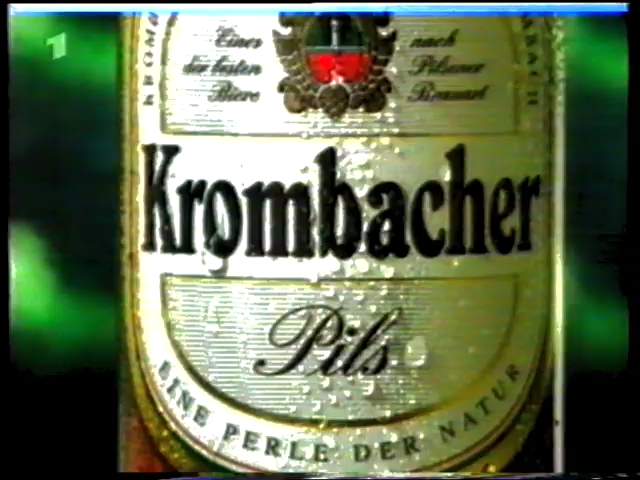 1
Eines nach
der besten Pilsener
Biere Brauart
Krombacher
Pils
EINE PERLE DER NATUR